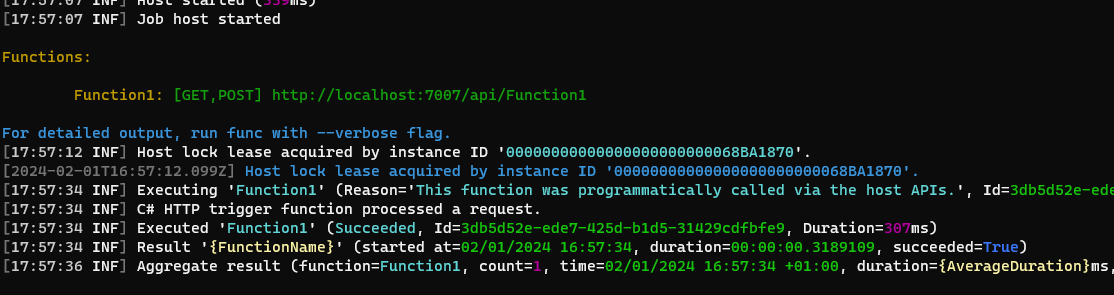 [17:57:07 INF] Host started (339ms)
[17:57:07 INF] Job host started
Functions:
Function1: [GET,POST] http://localhost:7007/api/Function1
For detailed output, run func with --verbose flag.
[17:57:12 INF] Host lock lease acquired by instance ID '00000000000000000000000068BA1870'.
[2024-02-01T16:57:12.099Z] Host lock lease acquired by instance ID '00000000000000000000000068BA1870'.
[17:57:34 INF] Executing 'Function1' (Reason='This function was programmatically called via the host APIs.', Id=3db5d52e-ede
[17:57:34 INF] C# HTTP trigger function processed a request.
[17:57:34 INF] Executed 'Function1' (Succeeded, Id=3db5d52e-ede7-425d-b1d5-31429cdfbfe9, Duration=307ms)
[17:57:34 INF] Result '{FunctionName}' (started at=02/01/2024 16:57:34, duration=00:00:00.3189109, succeeded=True)
[17:57:36 INF] Aggregate result (function=Function1, count=1, time=02/01/2024 16:57:34 +01:00, duration={AverageDuration}ms,